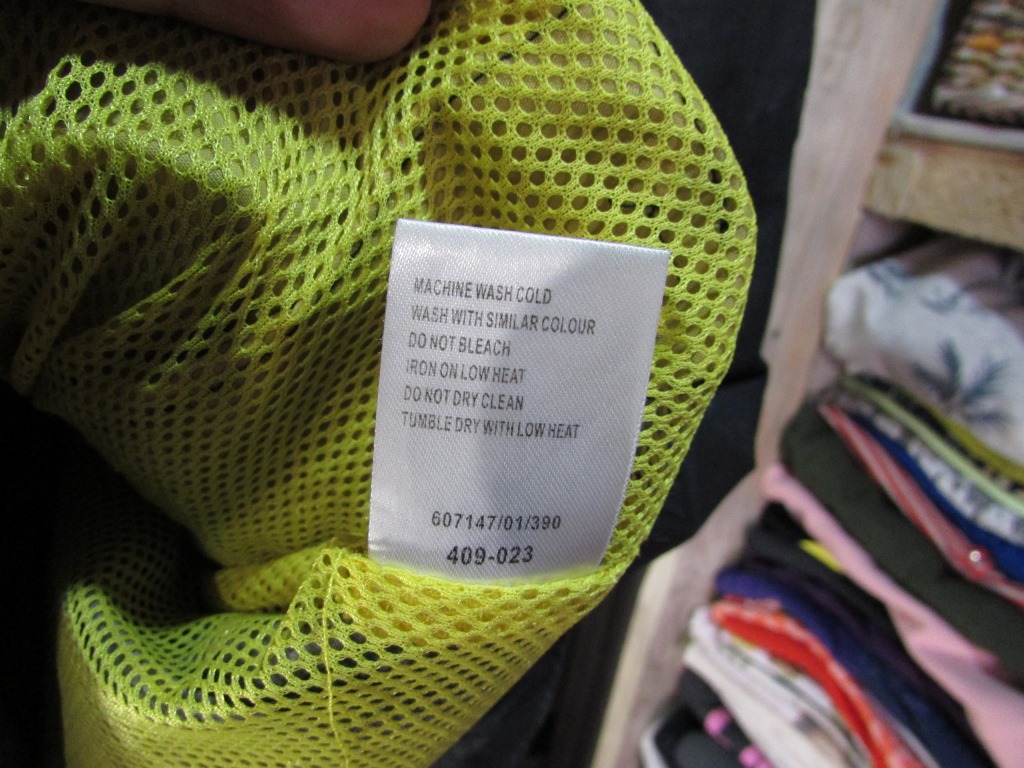 MACHINE WASH COLD
WASH WITH SIMILAR COLOUR
DO NOT BLEACH
IRON ON LOW HEAT
DO NOT DRY CLEAN
TUMBLE DRY WITH LOW HEAT
607147/01/390
409-023